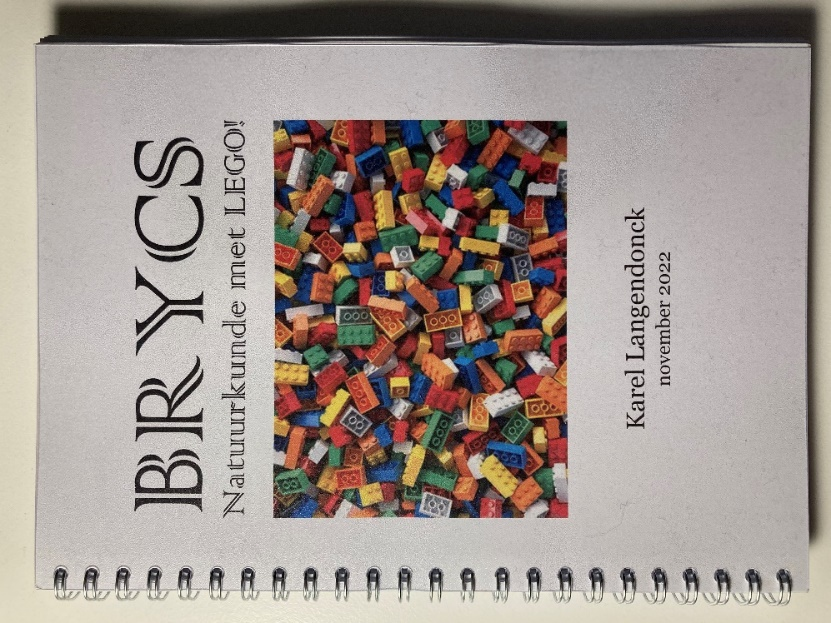 BRYCS
Natuurkunde met LEGO!
Karel Langendonck
november 2022